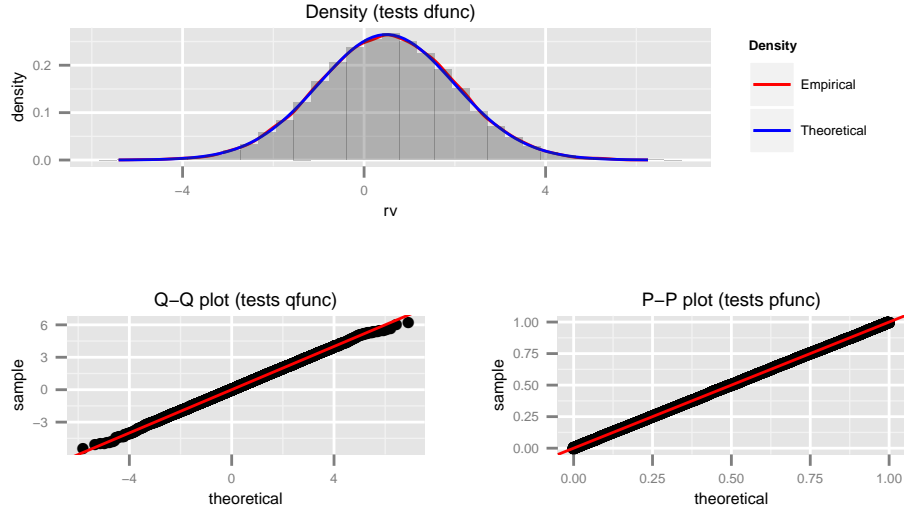 Density (tests dfunc)
density
0.2
0.1
0.0
−4
0
4
rv
Density
Empirical
Theoretical
Q−Q plot (tests qfunc)
sample
6
3
0
−3
−4
0
4
theoretical
P−P plot (tests pfunc)
sample
1.00
0.75
0.50
0.25
0.00
0.00
0.25
0.50
0.75
1.00
theoretical